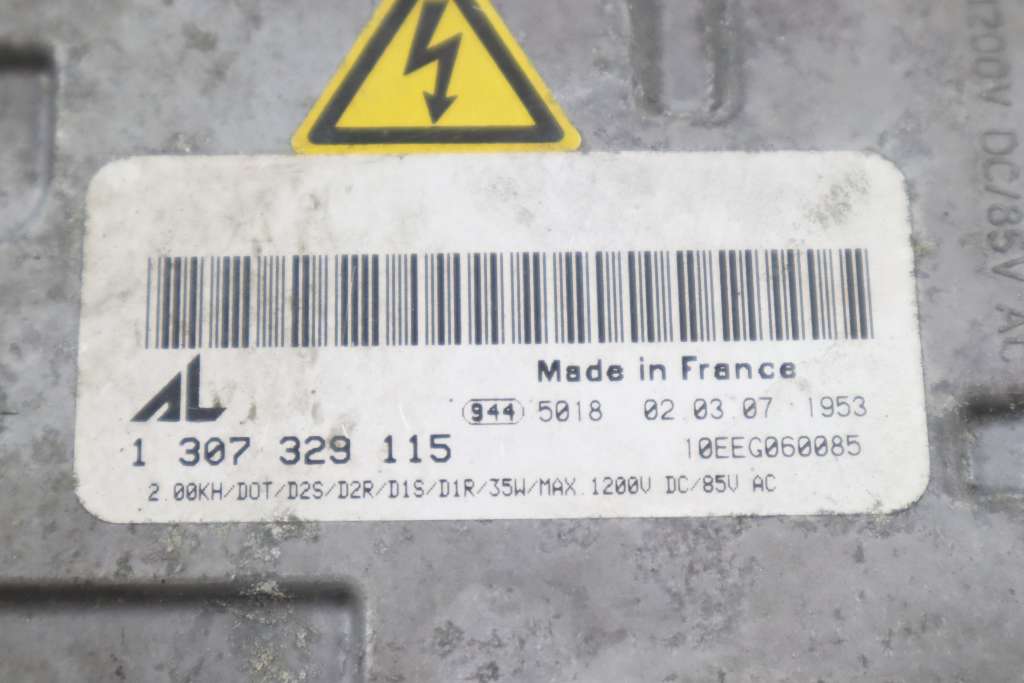 1200V DC/85V AC
Made in France
AL
944 5018 02.03.07 1953
1 307 329 115
10EEG060085
2.00KH/DOT/D2S/D2R/D1S/D1R/35W/MAX.1200V DC/85V AC